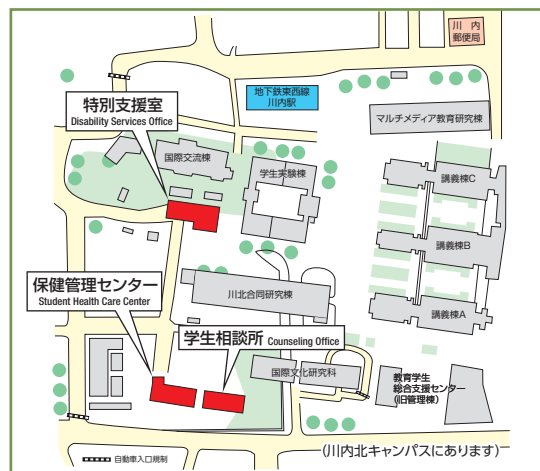 川内
郵便局
地下鉄東西線
川内駅
特別支援室
Disability Services Office
マルチメディア教育研究棟
国際交流棟
学生実験棟
講義棟C
講義棟B
保健管理センター
Student Health Care Center
川北合同研究棟
講義棟A
学生相談所 Counseling Office
国際文化研究科
教育学生
総合支援センター
(旧管理棟)
(川内北キャンパスにあります)
自動車入口規制